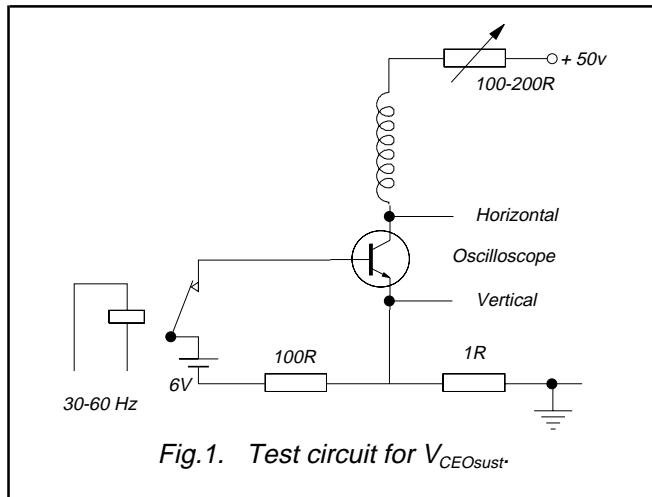 + 50v
100-200R
Horizontal
Oscilloscope
Vertical
100R
1R
6V
30-60 Hz
Fig.1. Test circuit for VCEOsust.